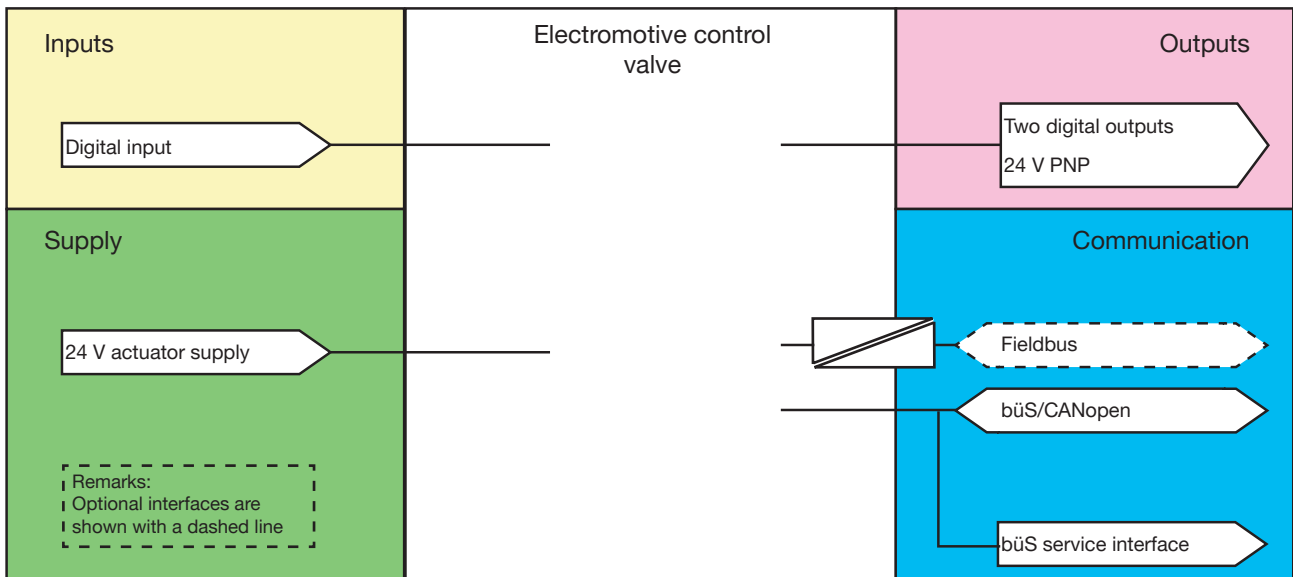 Inputs
Electromotive control
valve
Outputs
Digital input
Two digital outputs
24 V PNP
Supply
Communication
24 V actuator supply
Fieldbus
büS/CANopen
Remarks:
Optional interfaces are
shown with a dashed line
büS service interface